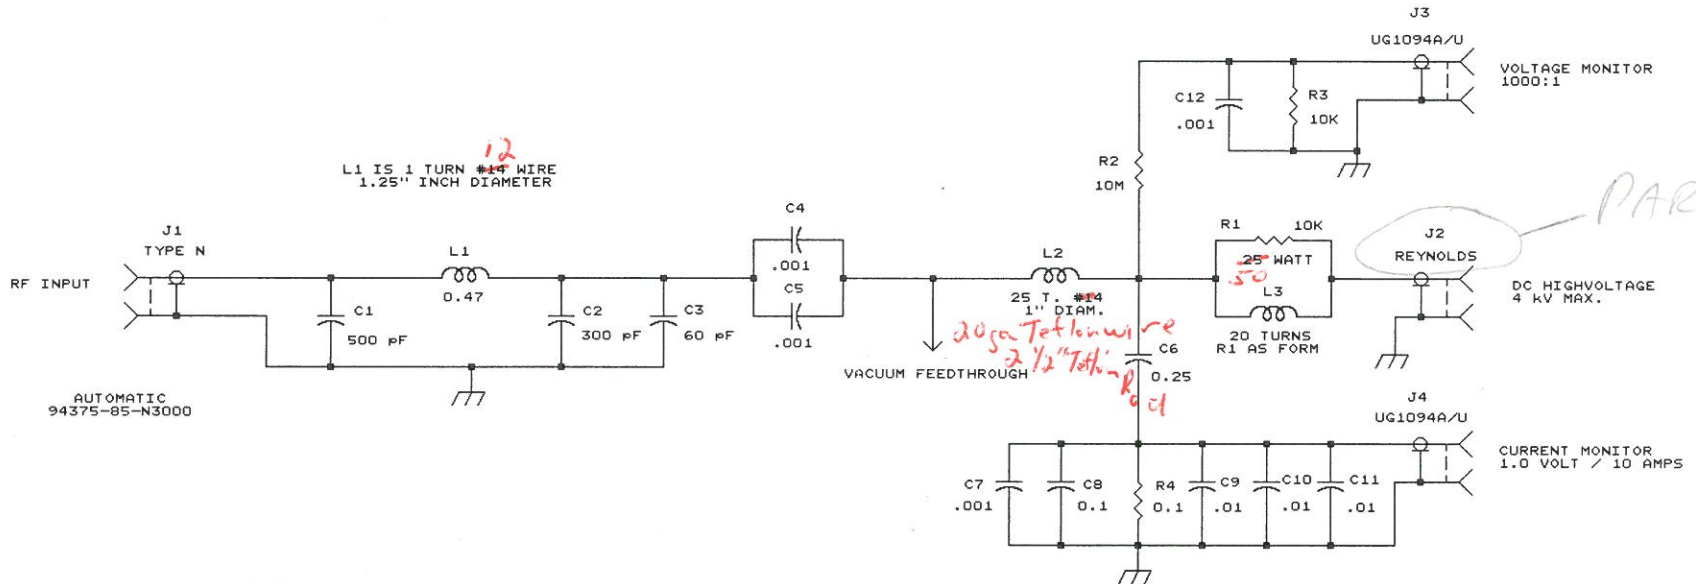 J3
UG1094A/U
VOLTAGE MONITOR
1000:1
C12
.001
R3
10K
12
L1 IS 1 TURN #14 WIRE
1.25" INCH DIAMETER
R2
10M
PAR
J1
TYPE N
L1
0.47
C4
.001
C5
.001
L2
25 T. #14
1" DIAM.
20ga Teflon wire
2 1/2" Teflon Rod
R1 10K
25 WATT
50
L3
20 TURNS
R1 AS FORM
J2
REYNOLDS
DC HIGHVOLTAGE
4 kV MAX.
RF INPUT
C1
500 pF
C2
300 pF
C3
60 pF
VACUUM FEEDTHROUGH
C6
0.25
AUTOMATIC
94375-85-N3000
J4
UG1094A/U
CURRENT MONITOR
1.0 VOLT / 10 AMPS
C7
.001
C8
0.1
R4
0.1
C9
.01
C10
.01
C11
.01